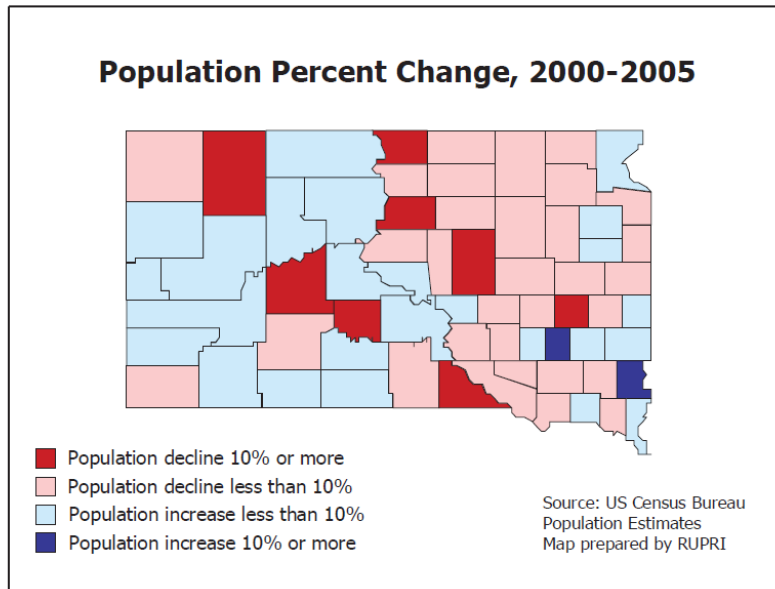 Population Percent Change, 2000-2005
Population decline 10% or more
Population decline less than 10%
Population increase less than 10%
Population increase 10% or more
Source: US Census Bureau
Population Estimates
Map prepared by RUPRI